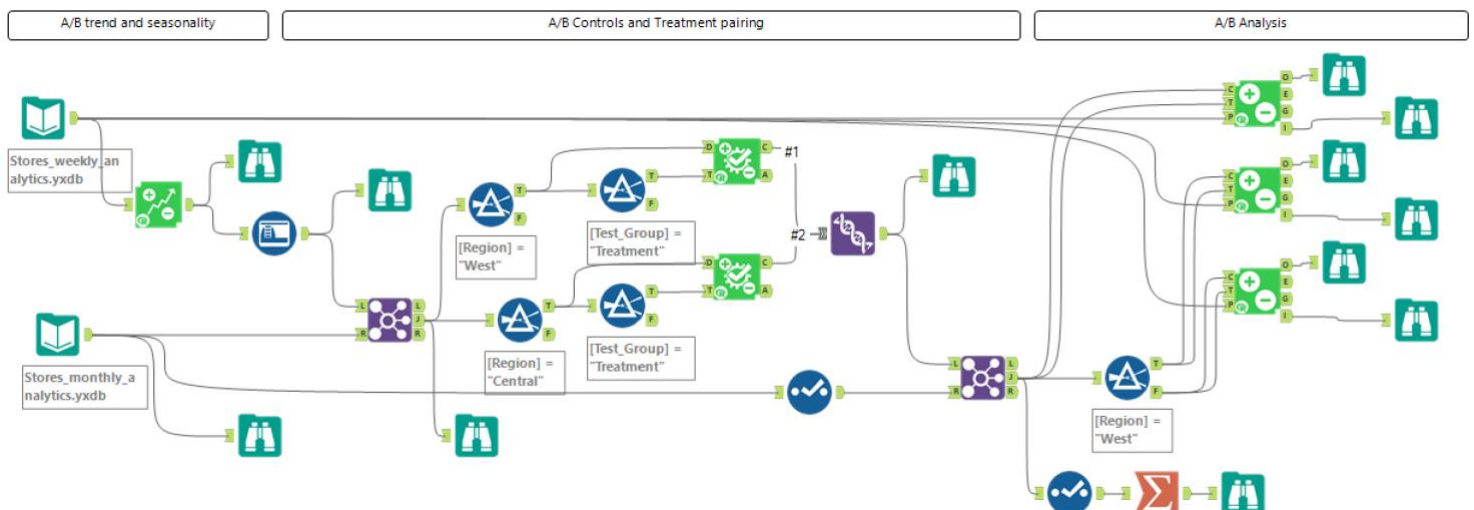 A/B trend and seasonality
A/B Controls and Treatment pairing
A/B Analysis
Stores_weekly_an
alytics.yxdb
L
L
J
R
R
T
F
[Region] =
"West"
T
F
[Test_Group] =
"Treatment"
D
C
T
A
#1
#2
T
F
[Region] =
"Central"
T
F
[Test_Group] =
"Treatment"
D
C
T
A
Stores_monthly_a
nalytics.yxdb
L
L
J
R
R
T
F
[Region] =
"West"
C
T
P
O
E
G
I
C
T
P
O
E
G
I
C
T
P
O
E
G
I